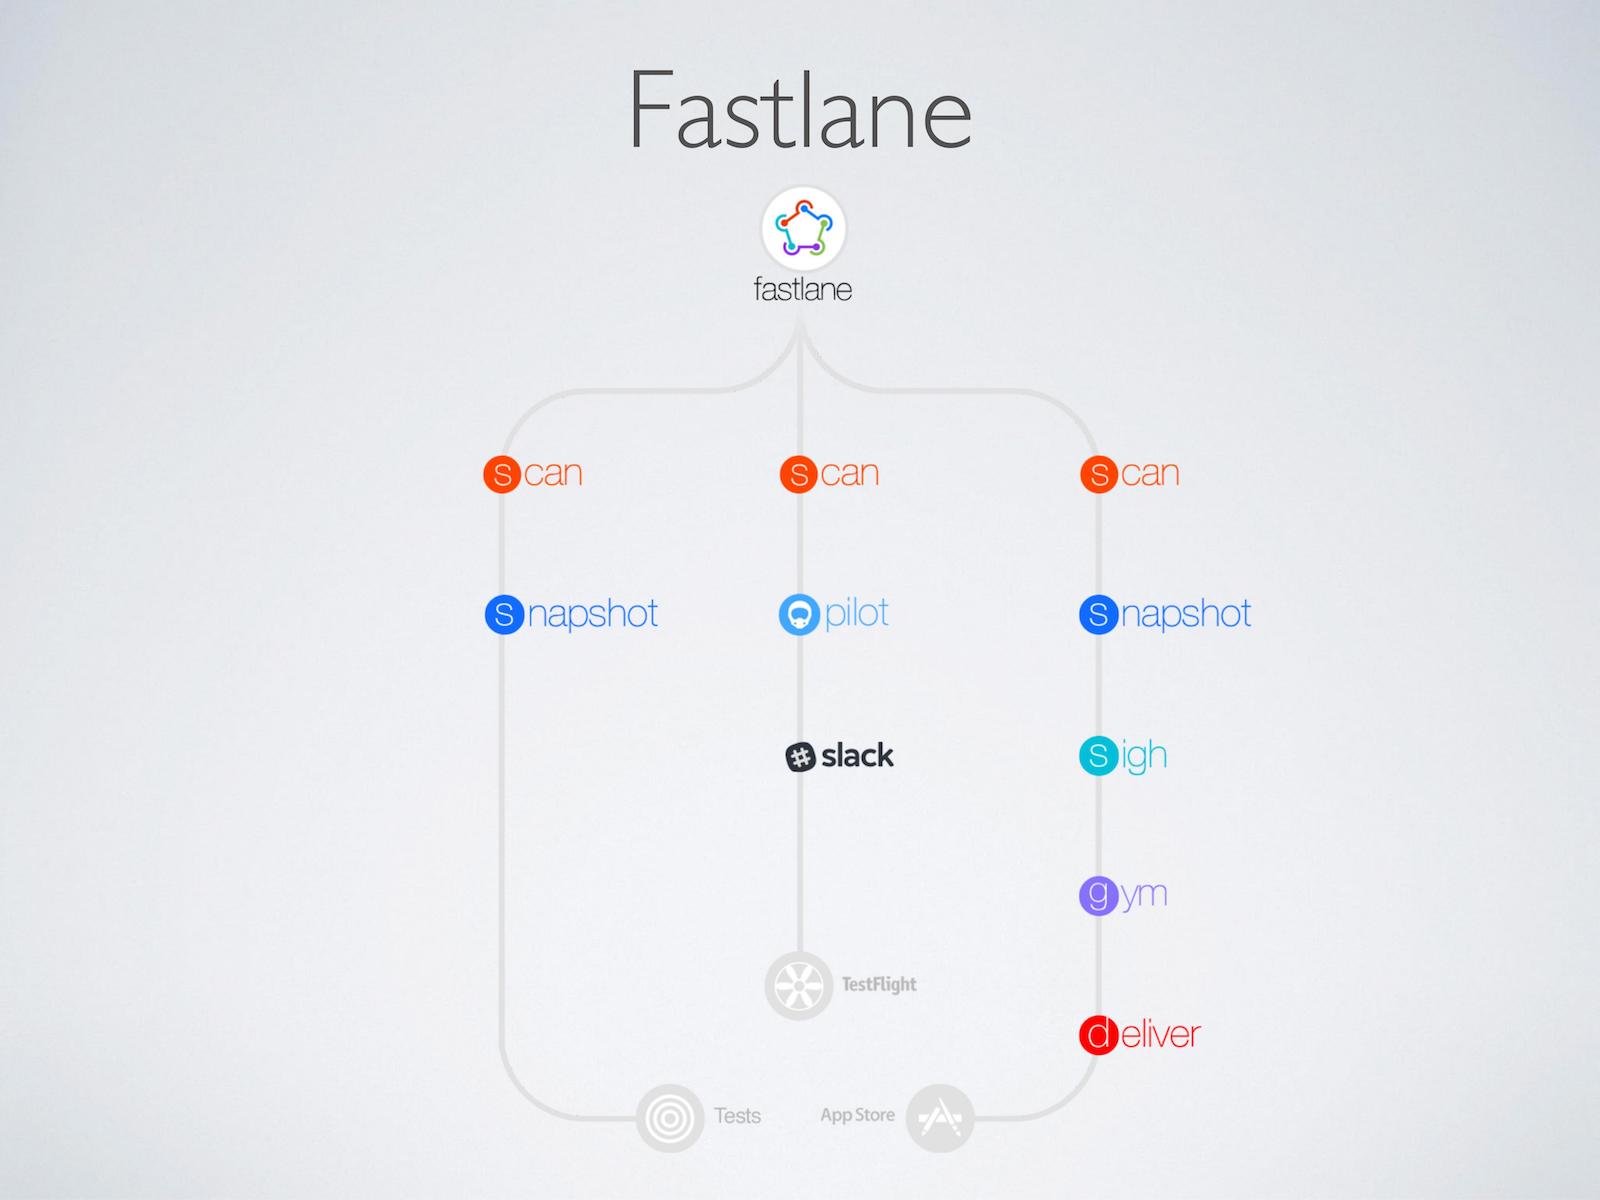 Fastlane
fastlane
scan
scan
scan
snapshot
pilot
snapshot
slack
sigh
gym
TestFlight
deliver
Tests
App Store